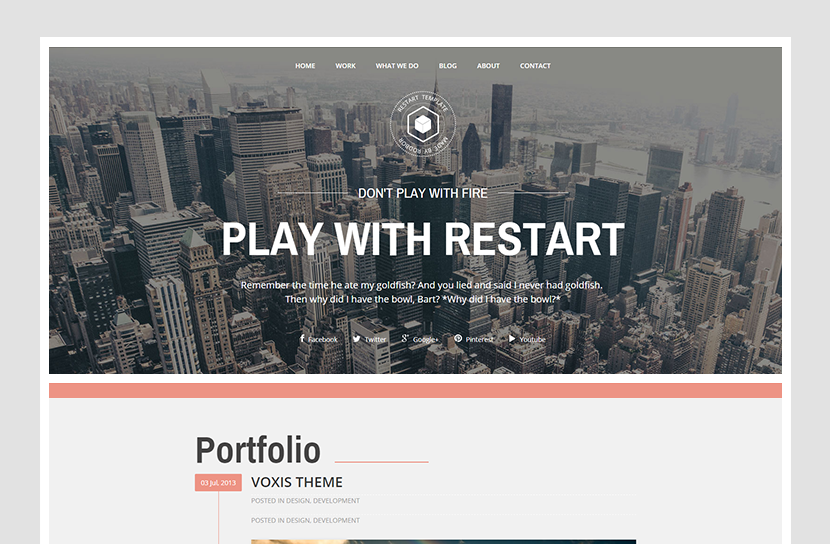 HOME WORK WHAT WE DO BLOG ABOUT CONTACT
RESTART TEMPLATE
MADE BY ROBBOR
DON'T PLAY WITH FIRE
PLAY WITH RESTART
Remember the time he ate my goldfish? And you lied and said I never had goldfish.
Then why did I have the bowl, Bart? *Why did I have the bowl?*
Facebook Twitter Google+ Pinterest Youtube
Portfolio
03 Jul, 2013 VOXIS THEME
POSTED IN DESIGN, DEVELOPMENT
POSTED IN DESIGN, DEVELOPMENT